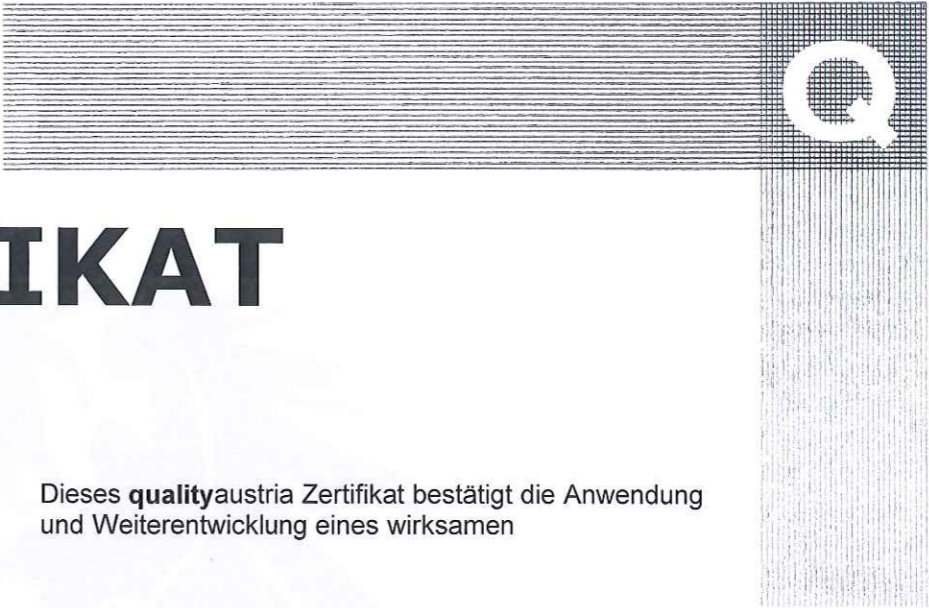 Q
IKAT
Dieses qualityaustria Zertifikat bestätigt die Anwendung
und Weiterentwicklung eines wirksamen